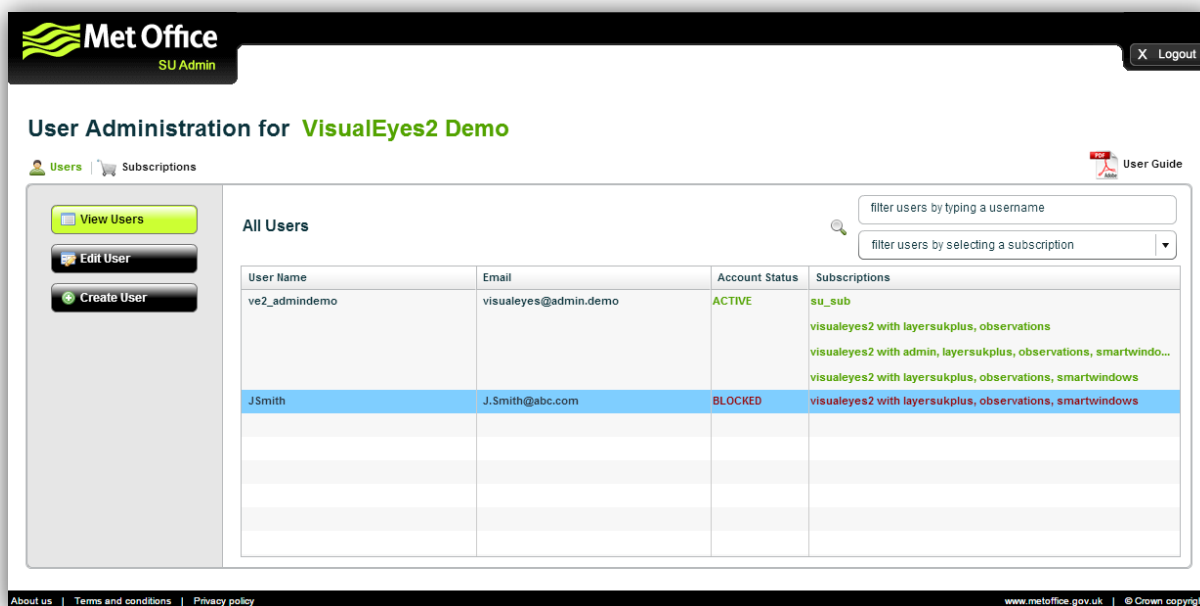 Met Office
SU Admin
X Logout
User Administration for VisualEyes2 Demo
Users | Subscriptions
PDF
Adobe
User Guide
View Users
Edit User
Create User
All Users
filter users by typing a username
filter users by selecting a subscription
User Name Email Account Status Subscriptions
ve2_admindemo visualeyes@admin.demo ACTIVE su_sub
visualeyes2 with layersukplus, observations
visualeyes2 with admin, layersukplus, observations, smartwindo...
visualeyes2 with layersukplus, observations, smartwindows
JSmith J.Smith@abc.com BLOCKED visualeyes2 with layersukplus, observations, smartwindows
About us | Terms and conditions | Privacy policy www.metoffice.gov.uk | © Crown copyrig